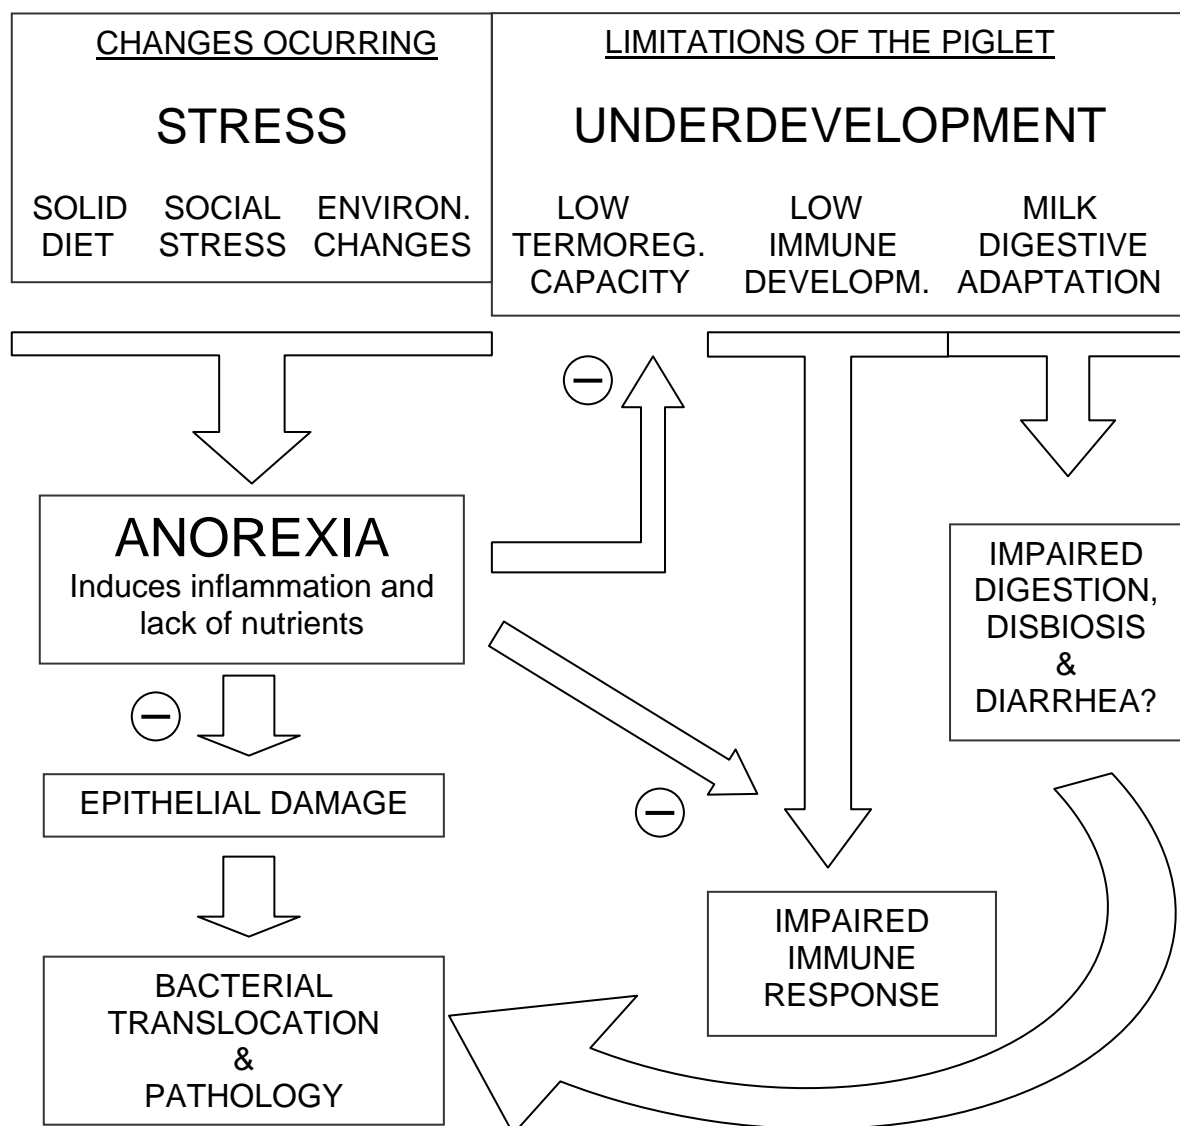 CHANGES OCURRING
STRESS
SOLID DIET
SOCIAL STRESS
ENVIRON. CHANGES
LIMITATIONS OF THE PIGLET
UNDERDEVELOPMENT
LOW
TERMOREG.
CAPACITY
LOW
IMMUNE
DEVELOPM.
MILK
DIGESTIVE
ADAPTATION
ANOREXIA
Induces inflammation and
lack of nutrients
IMPAIRED
DIGESTION,
DISBIOSIS
&
DIARRHEA?
EPITHELIAL DAMAGE
IMPAIRED
IMMUNE
RESPONSE
BACTERIAL
TRANSLOCATION
&
PATHOLOGY